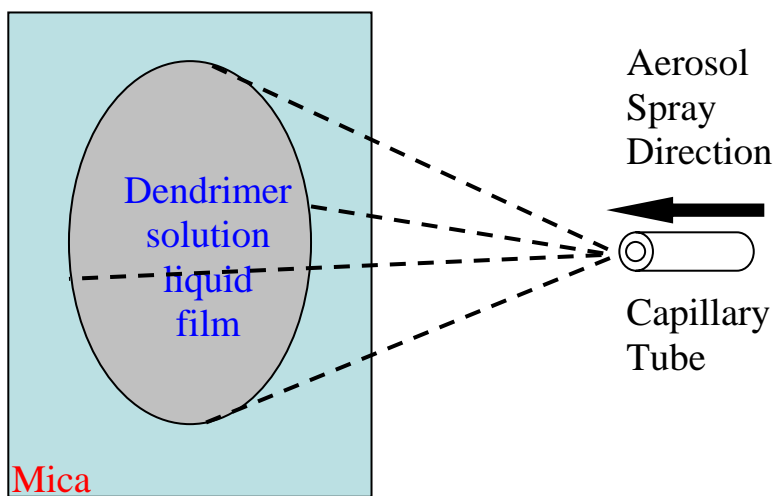 Aerosol
Spray
Direction
Dendrimer
solution
liquid
film
Capillary
Tube
Mica